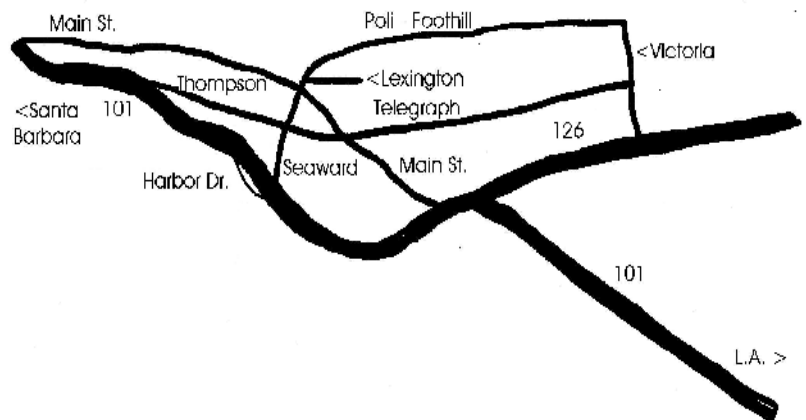 Main St.
Poli Foothill
<Victoria
Thompson
<Lexington
Telegraph
<Santa
Barbara
101
126
Harbor Dr.
Seaward
Main St.
101
L.A. >